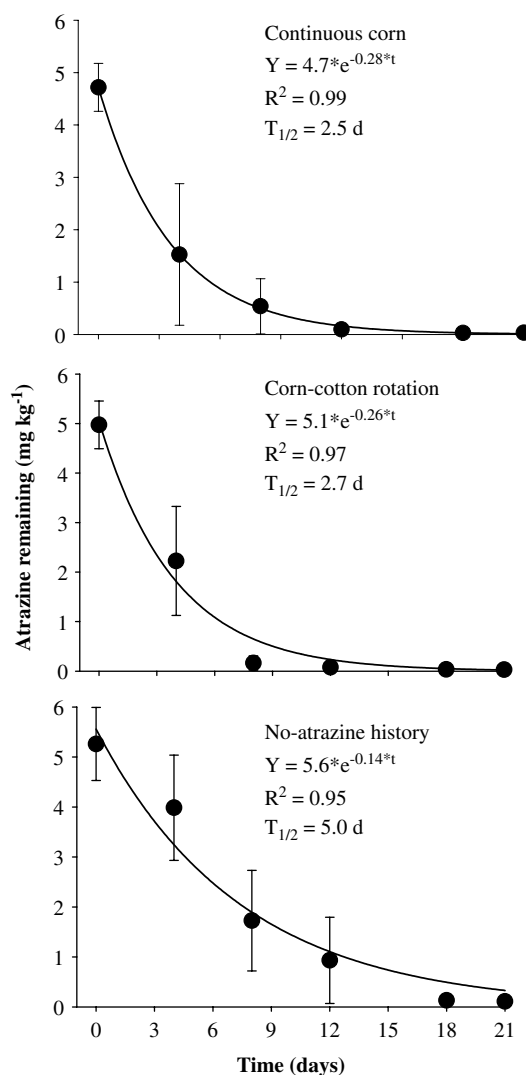 Continuous corn
Y = 4.7*e^-0.28*t
R^2 = 0.99
T_1/2 = 2.5 d
6
5
4
3
2
1
0
Corn-cotton rotation
Y = 5.1*e^-0.26*t
R^2 = 0.97
T_1/2 = 2.7 d
6
5
4
3
2
1
0
Atrazine remaining (mg kg^-1)
No-atrazine history
Y = 5.6*e^-0.14*t
R^2 = 0.95
T_1/2 = 5.0 d
6
5
4
3
2
1
0
0 3 6 9 12 15 18 21
Time (days)